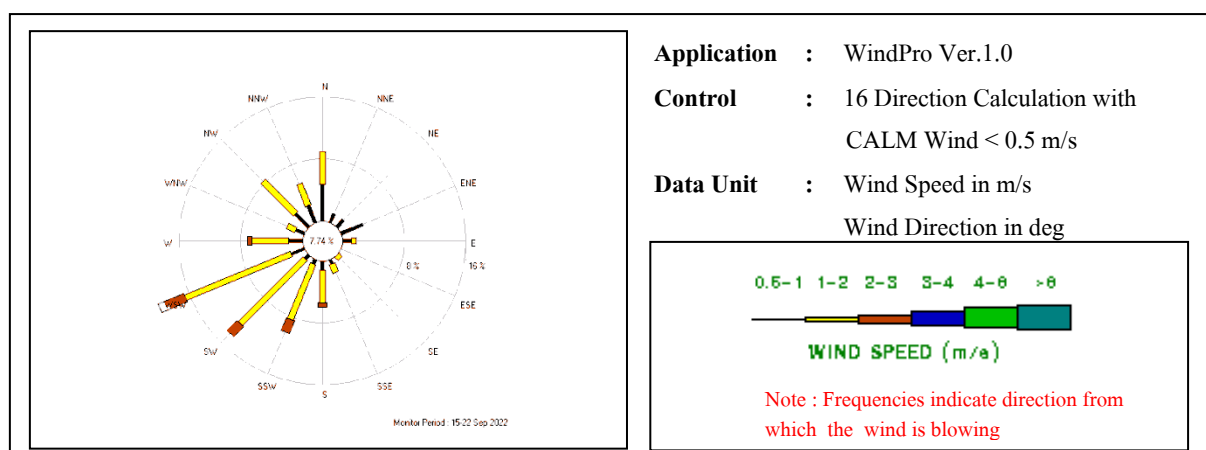 N
NNW
NNE
NW
NE
WNW
ENE
W
7.74 %
8 %
16 %
E
WSW
ESE
SW
SE
SSW
SSE
S
Monitor Period : 15-22 Sep 2022
Application : WindPro Ver.1.0
Control : 16 Direction Calculation with
CALM Wind < 0.5 m/s
Data Unit : Wind Speed in m/s
Wind Direction in deg
0.5-1 1-2 2-3 3-4 4-6 >6
WIND SPEED (m/s)
Note : Frequencies indicate direction from
which the wind is blowing